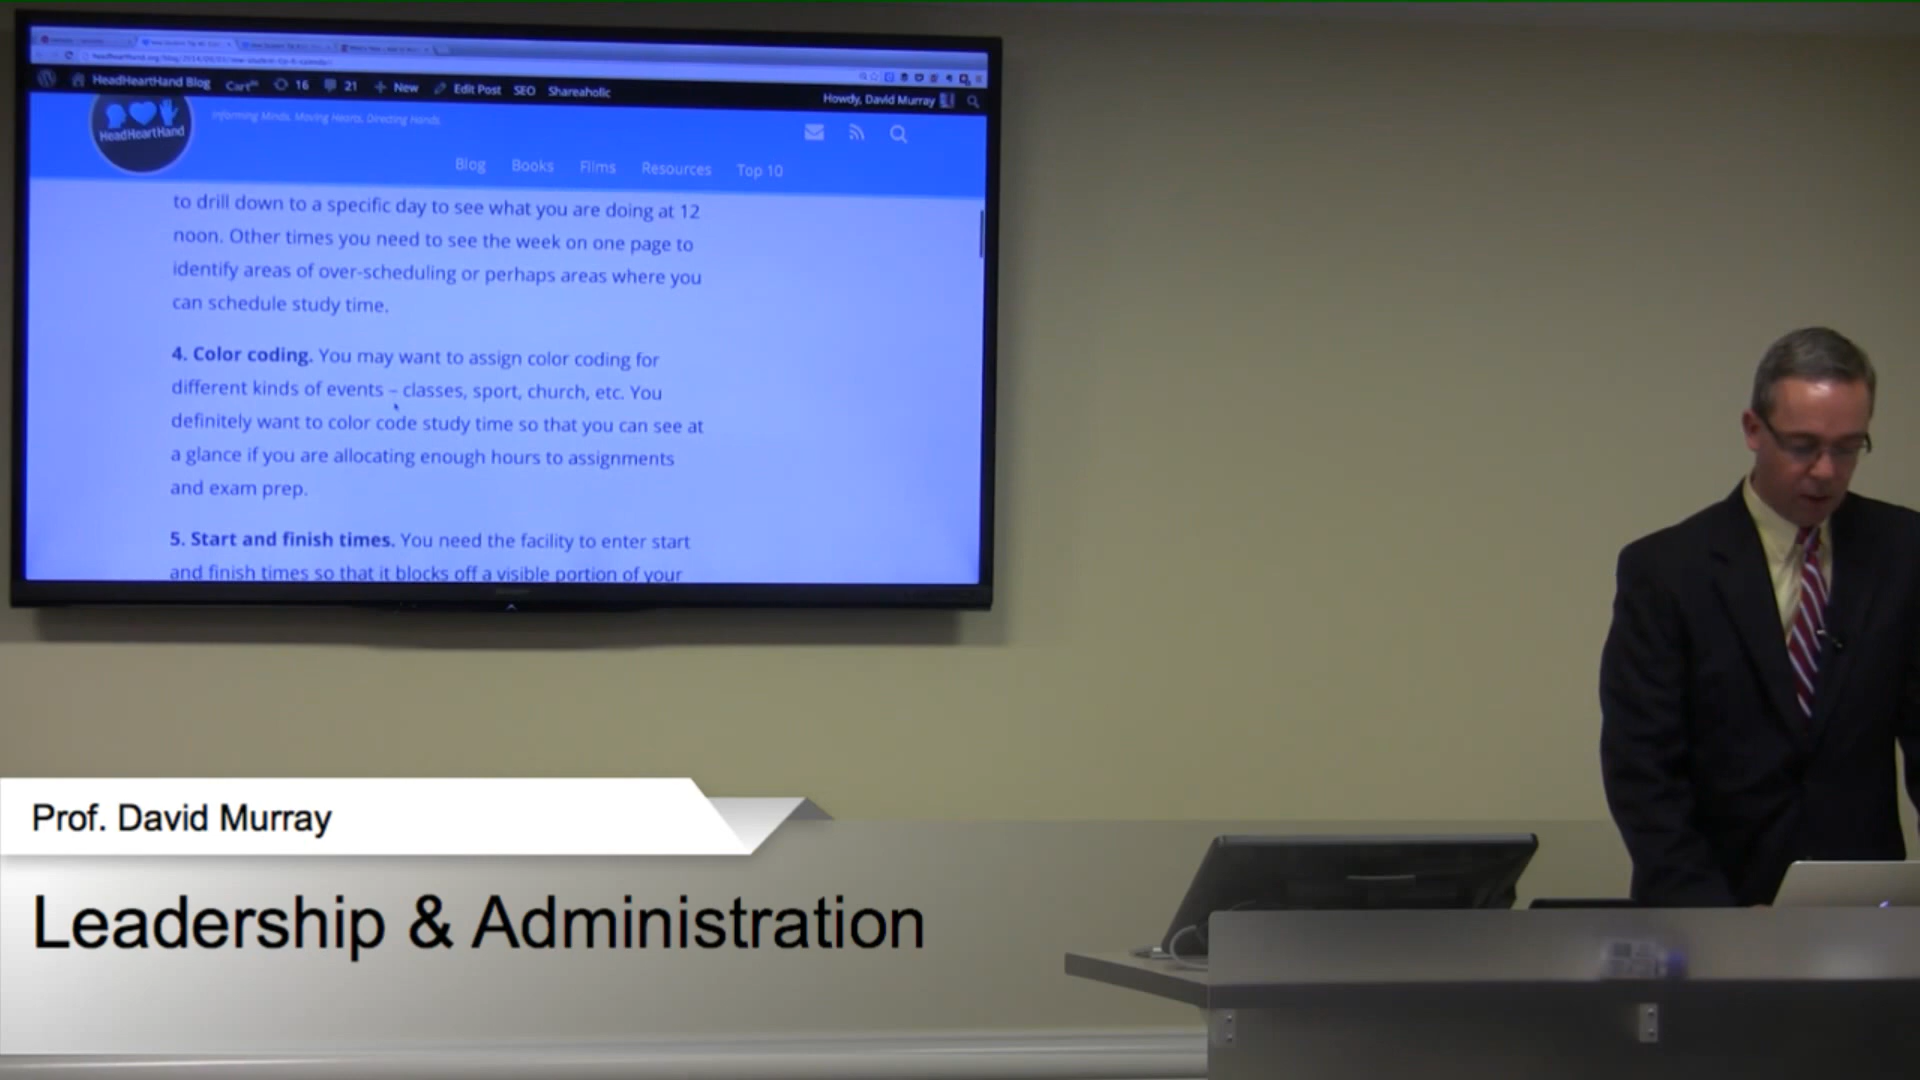 HeadHeartHand Blog Cart 16 21 New Edit Post SEO Shareaholic Howdy, David Murray
HeadHeartHand
Informing Minds. Moving Hearts. Directing Hands.
Blog Books Films Resources Top 10
to drill down to a specific day to see what you are doing at 12
noon. Other times you need to see the week on one page to
identify areas of over-scheduling or perhaps areas where you
can schedule study time.
4. Color coding. You may want to assign color coding for
different kinds of events – classes, sport, church, etc. You
definitely want to color code study time so that you can see at
a glance if you are allocating enough hours to assignments
and exam prep.
5. Start and finish times. You need the facility to enter start
and finish times so that it blocks off a visible portion of your
Prof. David Murray
Leadership & Administration